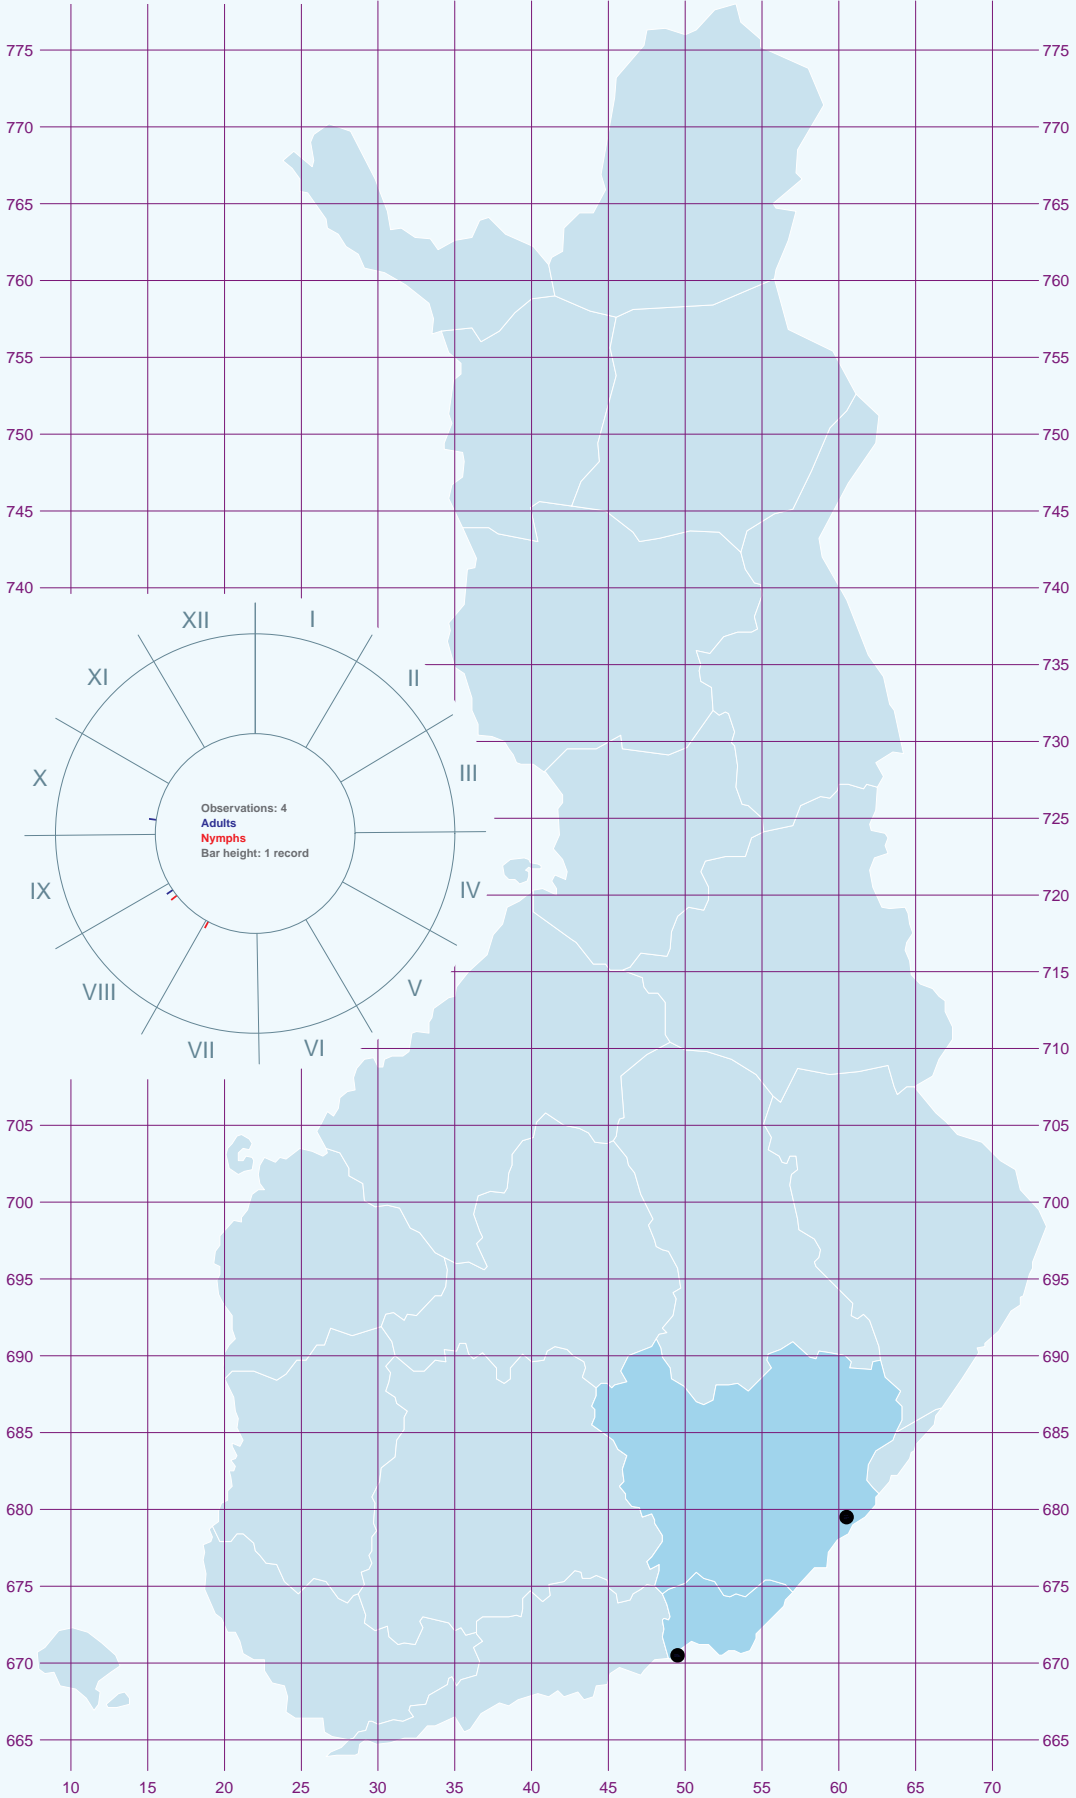 775 775
770 770
765 765
760 760
755 755
750 750
745 745
740 740
XII I
XI II
735
730
X III
Observations: 4
Adults
725
Nymphs
Bar height: 1 record
IX IV
720
715
VIII V
VII VI
710
705 705
700 700
695 695
690 690
685 685
680 680
675 675
670 670
665 665
10 15 20 25 30 35 40 45 50 55 60 65 70